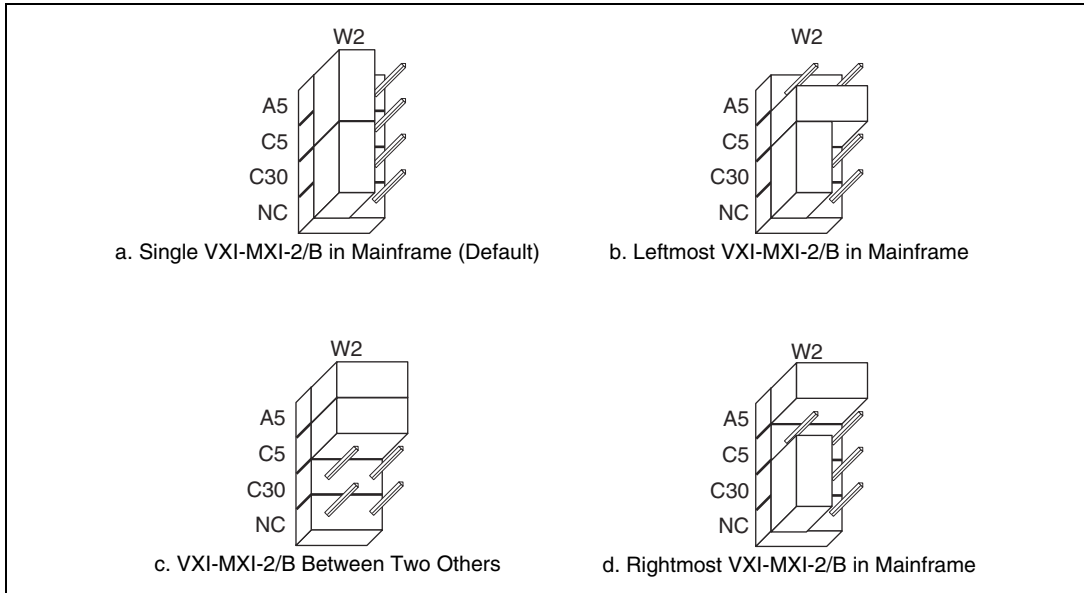 W2
A5
C5
C30
NC
a. Single VXI-MXI-2/B in Mainframe (Default)
W2
A5
C5
C30
NC
b. Leftmost VXI-MXI-2/B in Mainframe
W2
A5
C5
C30
NC
c. VXI-MXI-2/B Between Two Others
W2
A5
C5
C30
NC
d. Rightmost VXI-MXI-2/B in Mainframe